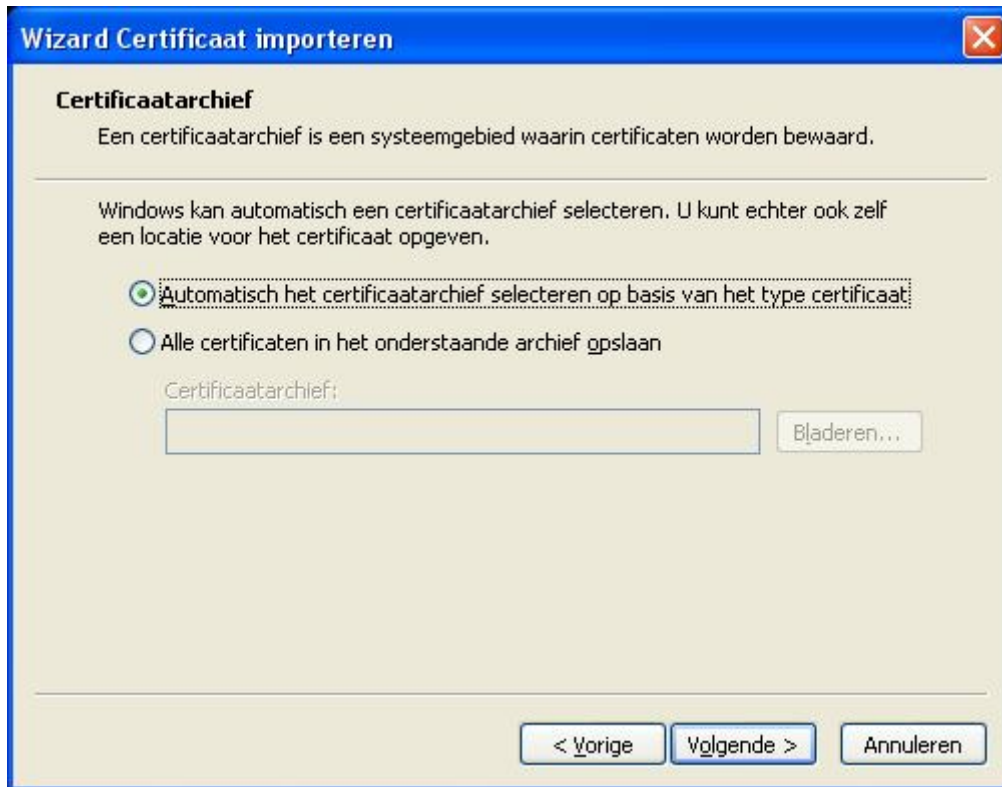 Wizard Certificaat importeren
Certificaatarchief
Een certificaatarchief is een systeemgebied waarin certificaten worden bewaard.
Windows kan automatisch een certificaatarchief selecteren. U kunt echter ook zelf
een locatie voor het certificaat opgeven.
Automatisch het certificaatarchief selecteren op basis van het type certificaat
Alle certificaten in het onderstaande archief opslaan
Certificaatarchief:
Bladeren...
< Vorige
Volgende >
Annuleren